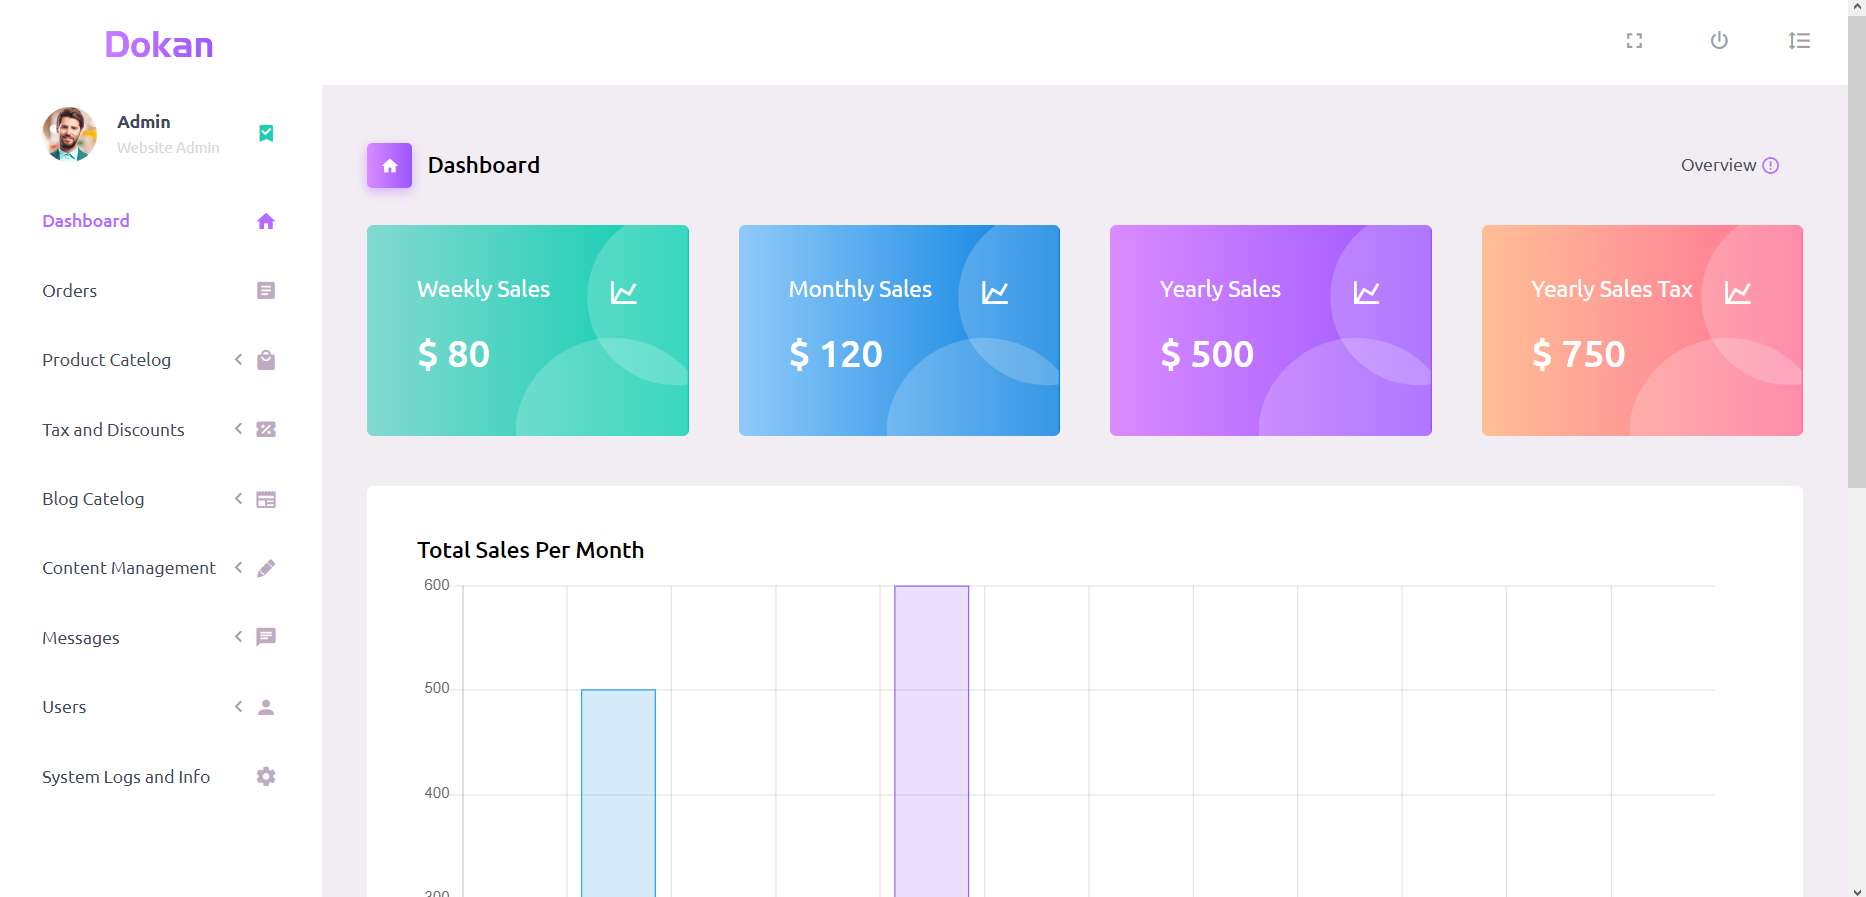 Dokan
Admin
Website Admin
Dashboard
Orders
Product Catelog
Tax and Discounts
Blog Catelog
Content Management
Messages
Users
System Logs and Info
Dashboard
Overview
Weekly Sales
$ 80
Monthly Sales
$ 120
Yearly Sales
$ 500
Yearly Sales Tax
$ 750
Total Sales Per Month
600
500
400
300